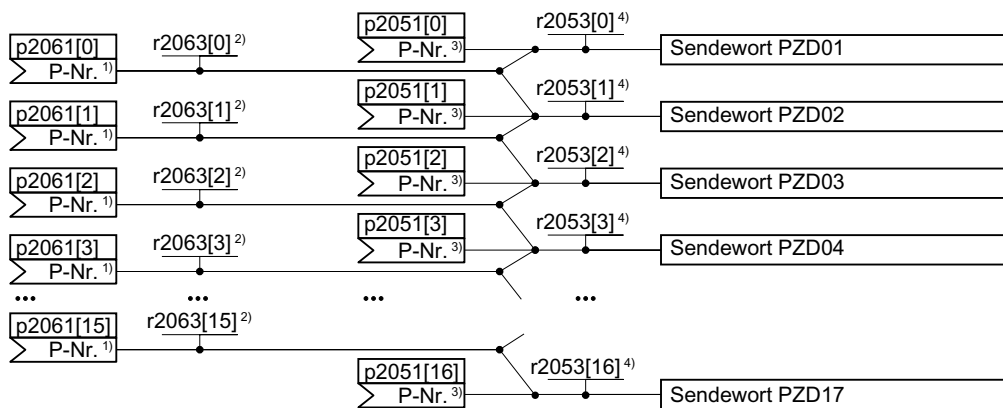 p2051[0] r2053[0] 4)
p2061[0] r2063[0] 2) P-Nr. 3) Sendewort PZD01
P-Nr. 1)
p2051[1] r2053[1] 4)
p2061[1] r2063[1] 2) P-Nr. 3) Sendewort PZD02
P-Nr. 1)
p2051[2] r2053[2] 4)
p2061[2] r2063[2] 2) P-Nr. 3) Sendewort PZD03
P-Nr. 1)
p2051[3] r2053[3] 4)
p2061[3] r2063[3] 2) P-Nr. 3) Sendewort PZD04
P-Nr. 1)
... ... ... ...
p2061[15] r2063[15] 2)
P-Nr. 1)
p2051[16] r2053[16] 4)
P-Nr. 3) Sendewort PZD17